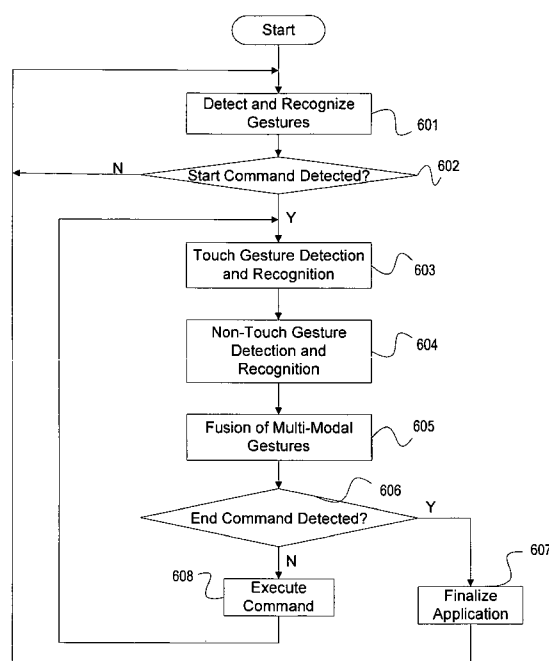 Start
Detect and Recognize
Gestures
601
N
Start Command Detected?
602
Y
Touch Gesture Detection
and Recognition
603
Non-Touch Gesture
Detection and
Recognition
604
Fusion of Multi-Modal
Gestures
605
606
End Command Detected?
Y
N
607
608
Execute
Command
Finalize
Application